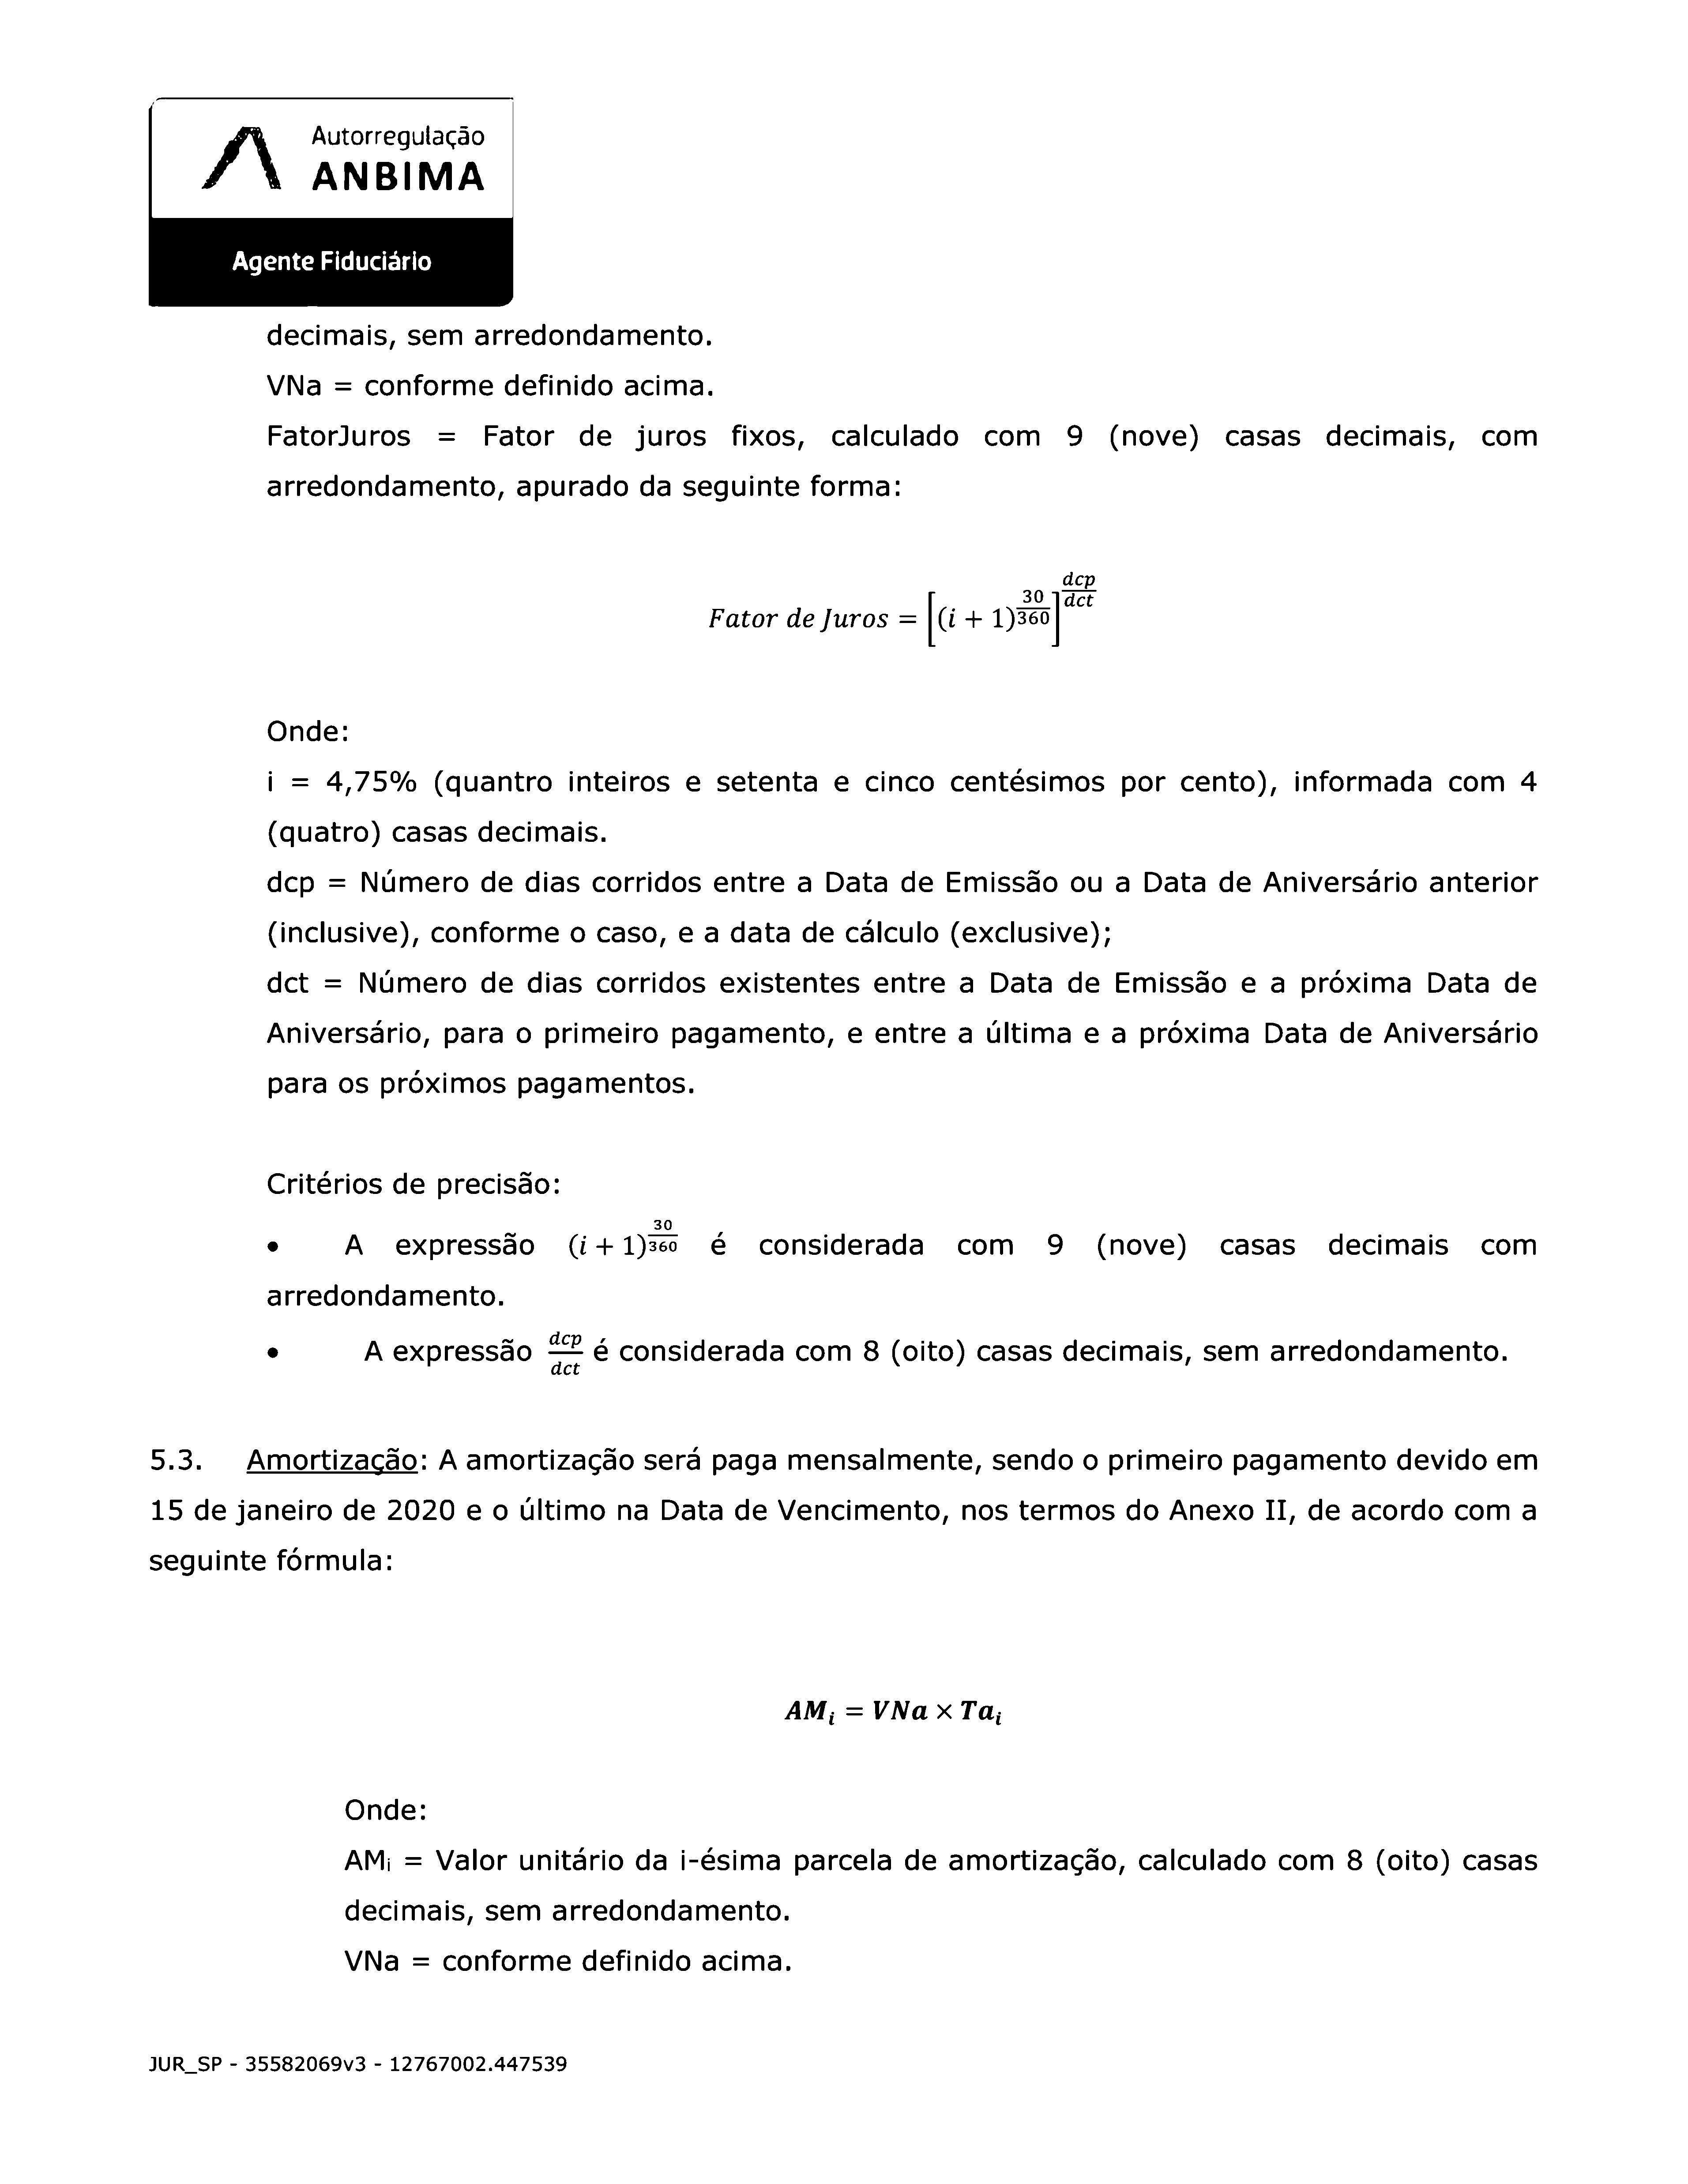 Autorregulação
ANBIMA
Agente Fiduciário
decimais, sem arredondamento.
VNa = conforme definido acima.
FatorJuros = Fator de juros fixos, calculado com 9 (nove) casas decimais, com
arredondamento, apurado da seguinte forma:
Fator de Juros = [(i + 1)^(30/360)]^(dcp/dct)
Onde:
i = 4,75% (quantro inteiros e setenta e cinco centésimos por cento), informada com 4
(quatro) casas decimais.
dcp = Número de dias corridos entre a Data de Emissão ou a Data de Aniversário anterior
(inclusive), conforme o caso, e a data de cálculo (exclusive);
dct = Número de dias corridos existentes entre a Data de Emissão e a próxima Data de
Aniversário, para o primeiro pagamento, e entre a última e a próxima Data de Aniversário
para os próximos pagamentos.
Critérios de precisão:
• A expressão (i + 1)^(30/360) é considerada com 9 (nove) casas decimais com
arredondamento.
• A expressão dcp/dct é considerada com 8 (oito) casas decimais, sem arredondamento.
5.3. Amortização: A amortização será paga mensalmente, sendo o primeiro pagamento devido em
15 de janeiro de 2020 e o último na Data de Vencimento, nos termos do Anexo II, de acordo com a
seguinte fórmula:
AMi = VNa × Tai
Onde:
AMi = Valor unitário da i-ésima parcela de amortização, calculado com 8 (oito) casas
decimais, sem arredondamento.
VNa = conforme definido acima.
JUR_SP - 35582069v3 - 12767002.447539